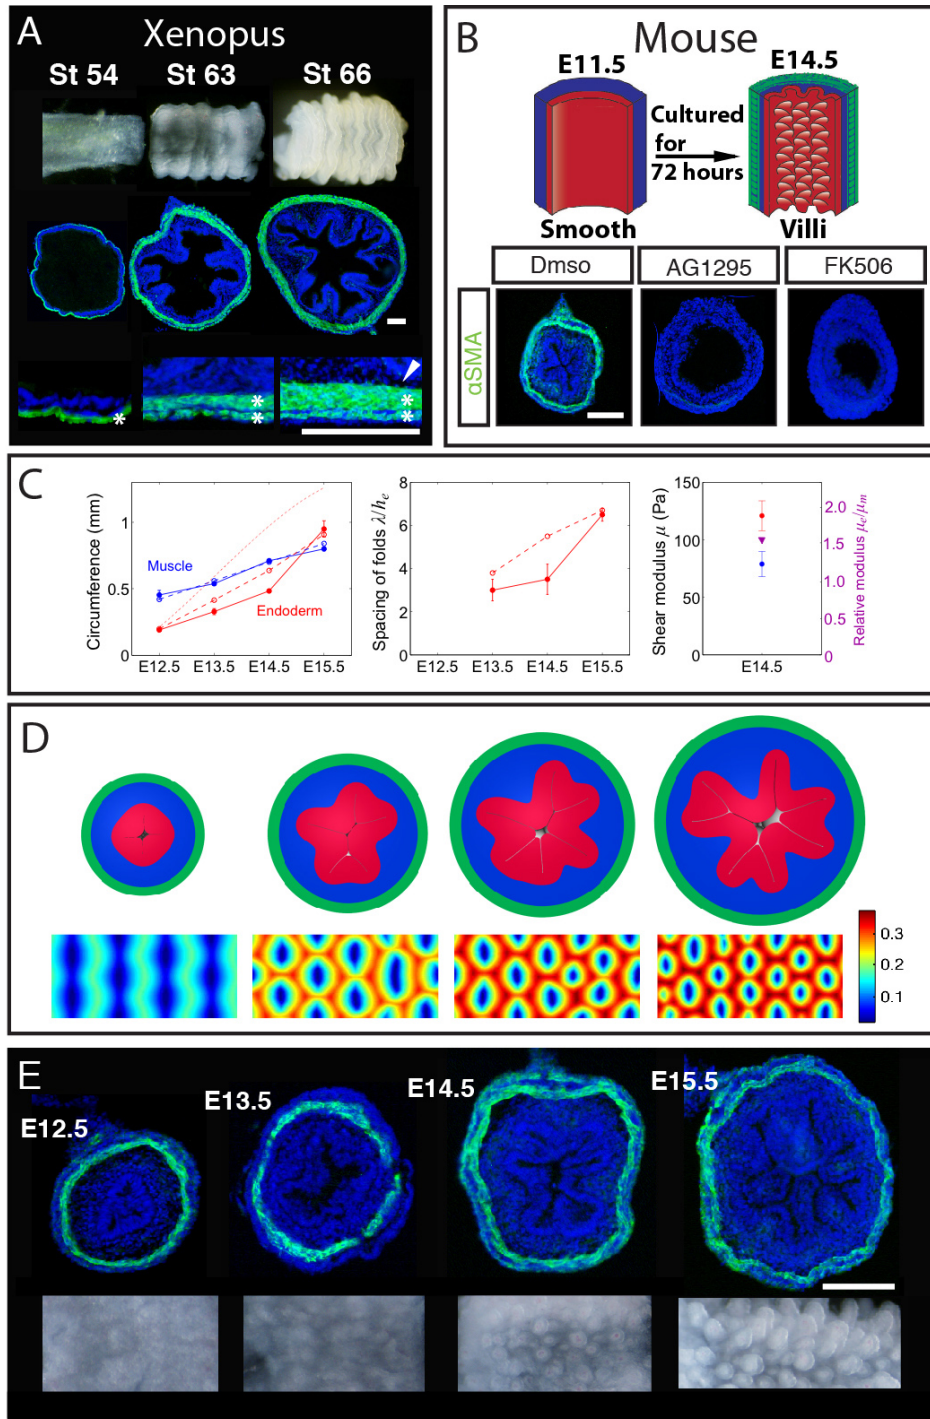 A
Xenopus
St 54
St 63
St 66
*
*
*
*
*
B
Mouse
E11.5
E14.5
Cultured
for
72 hours
Smooth
Villi
Dmso
AG1295
FK506
αSMA
C
Circumference (mm)
1
0.5
0
Muscle
Endoderm
E12.5
E13.5
E14.5
E15.5
Spacing of folds λ/hₑ
8
6
4
2
0
E12.5
E13.5
E14.5
E15.5
Shear modulus μ (Pa)
150
100
50
0
E14.5
2.0
1.5
1.0
0.5
0
Relative modulus μₑ/μₘ
D
0.3
0.2
0.1
E
E12.5
E13.5
E14.5
E15.5